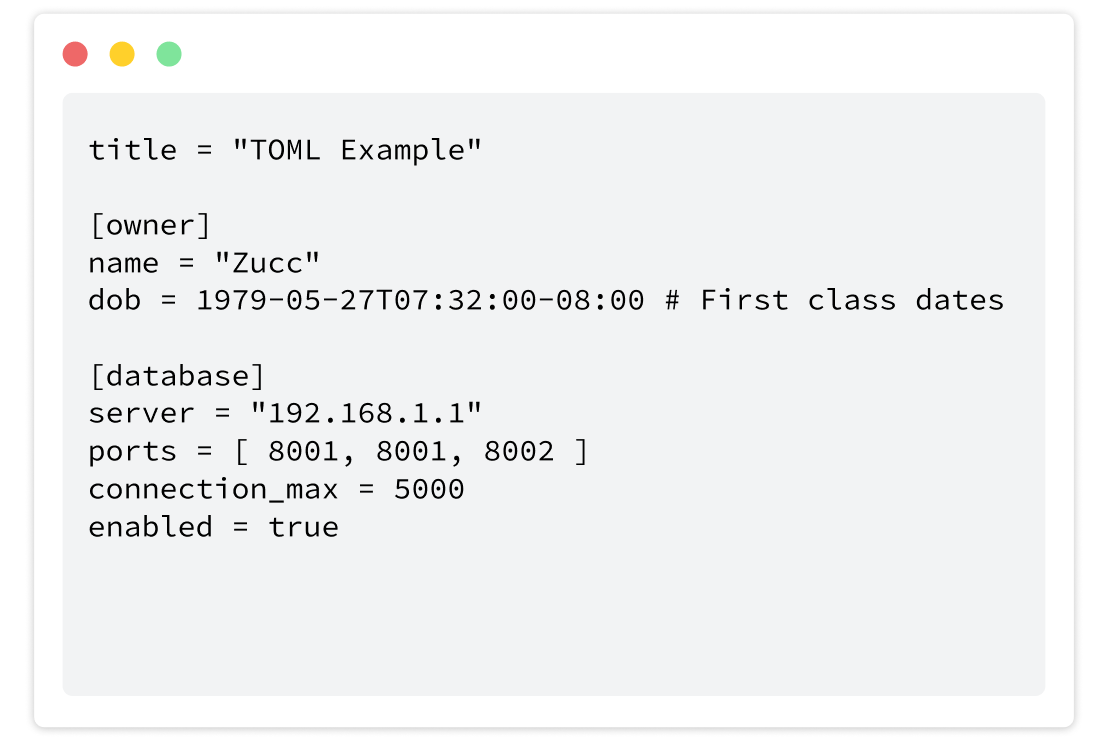 title = "TOML Example"
[owner]
name = "Zucc"
dob = 1979-05-27T07:32:00-08:00 # First class dates
[database]
server = "192.168.1.1"
ports = [ 8001, 8001, 8002 ]
connection_max = 5000
enabled = true